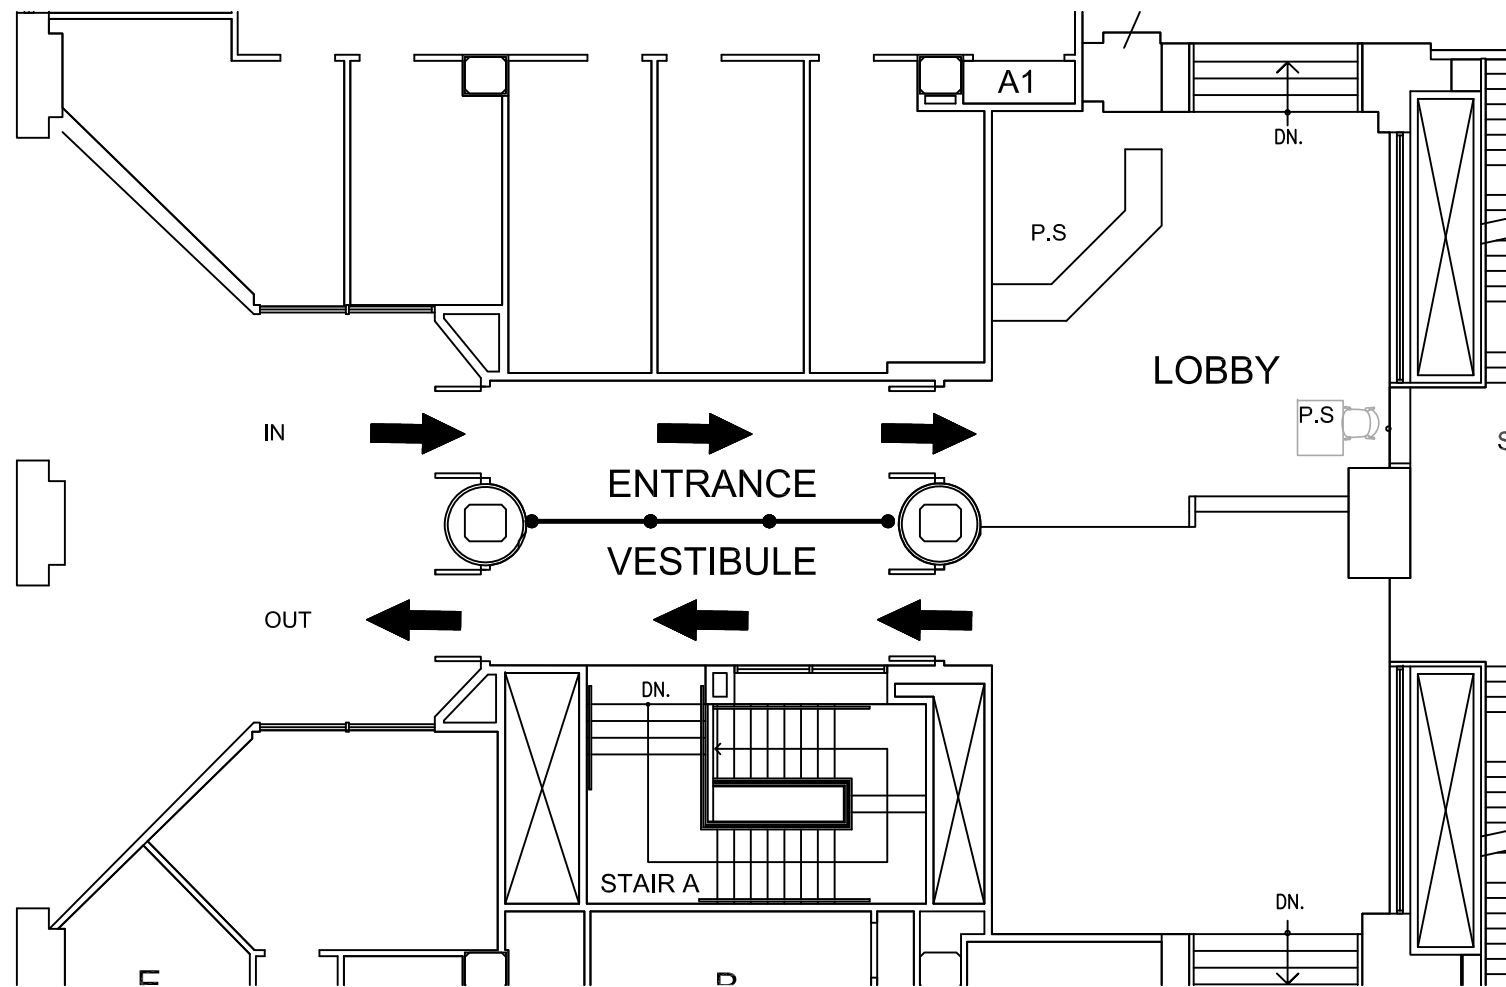 A1
DN.
P.S
LOBBY
P.S
IN
ENTRANCE
VESTIBULE
OUT
DN.
STAIR A
DN.